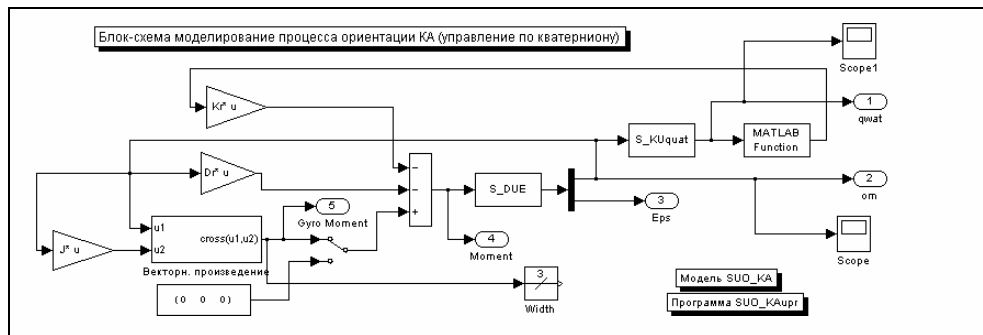 Блок-схема моделирование процесса ориентации КА (управление по кватерниону)
Scope1
Kr* u
1
qwat
S_KUquat
MATLAB
Function
Dr* u
−
−
+
S_DUE
2
om
3
Eps
5
Gyro Moment
u1
u2
cross(u1,u2)
J* u
4
Moment
Scope
Векторн. произведение
(0 0 0)
3
Width
Модель SUO_KA
Программа SUO_KAupr